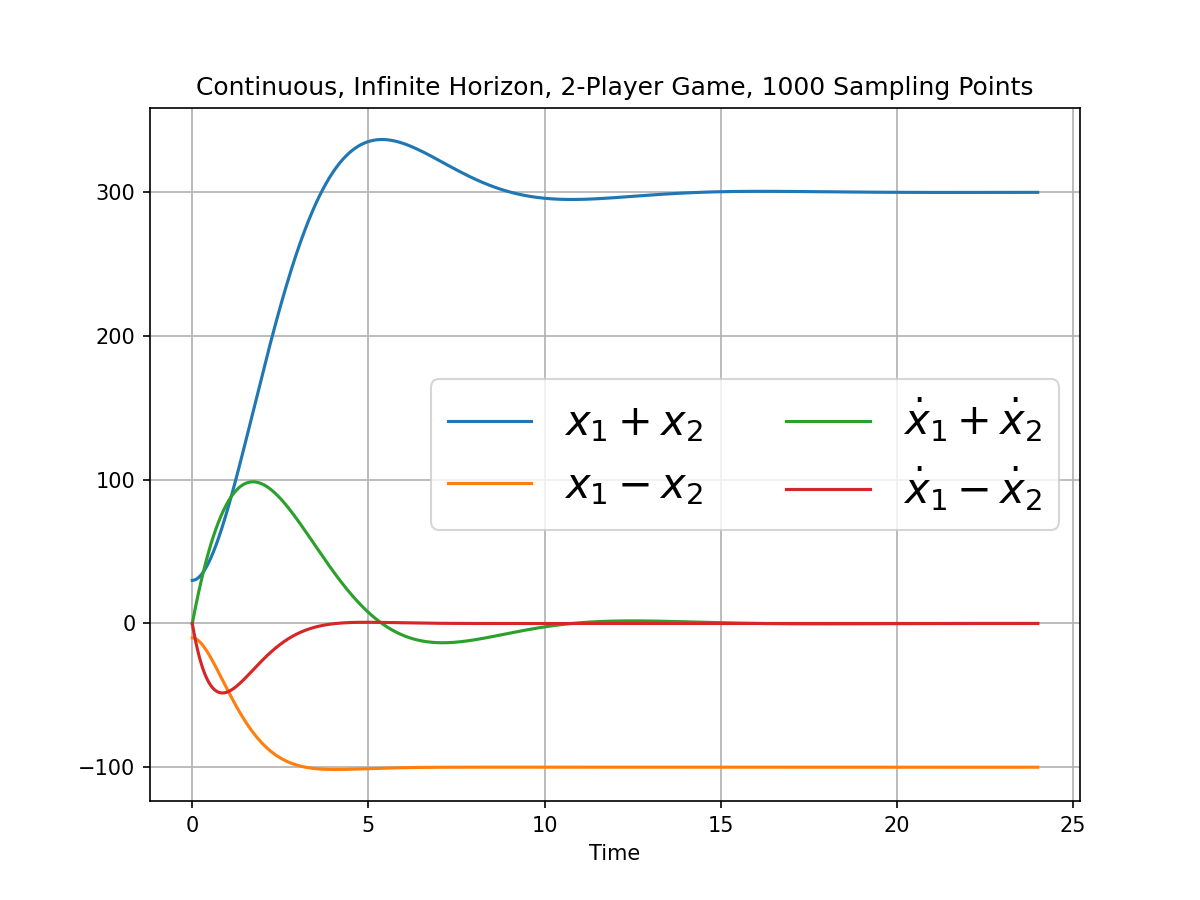 Continuous, Infinite Horizon, 2-Player Game, 1000 Sampling Points
300
200
100
0
−100
x₁ + x₂
x₁ − x₂
ẋ₁ + ẋ₂
ẋ₁ − ẋ₂
0 5 10 15 20 25
Time